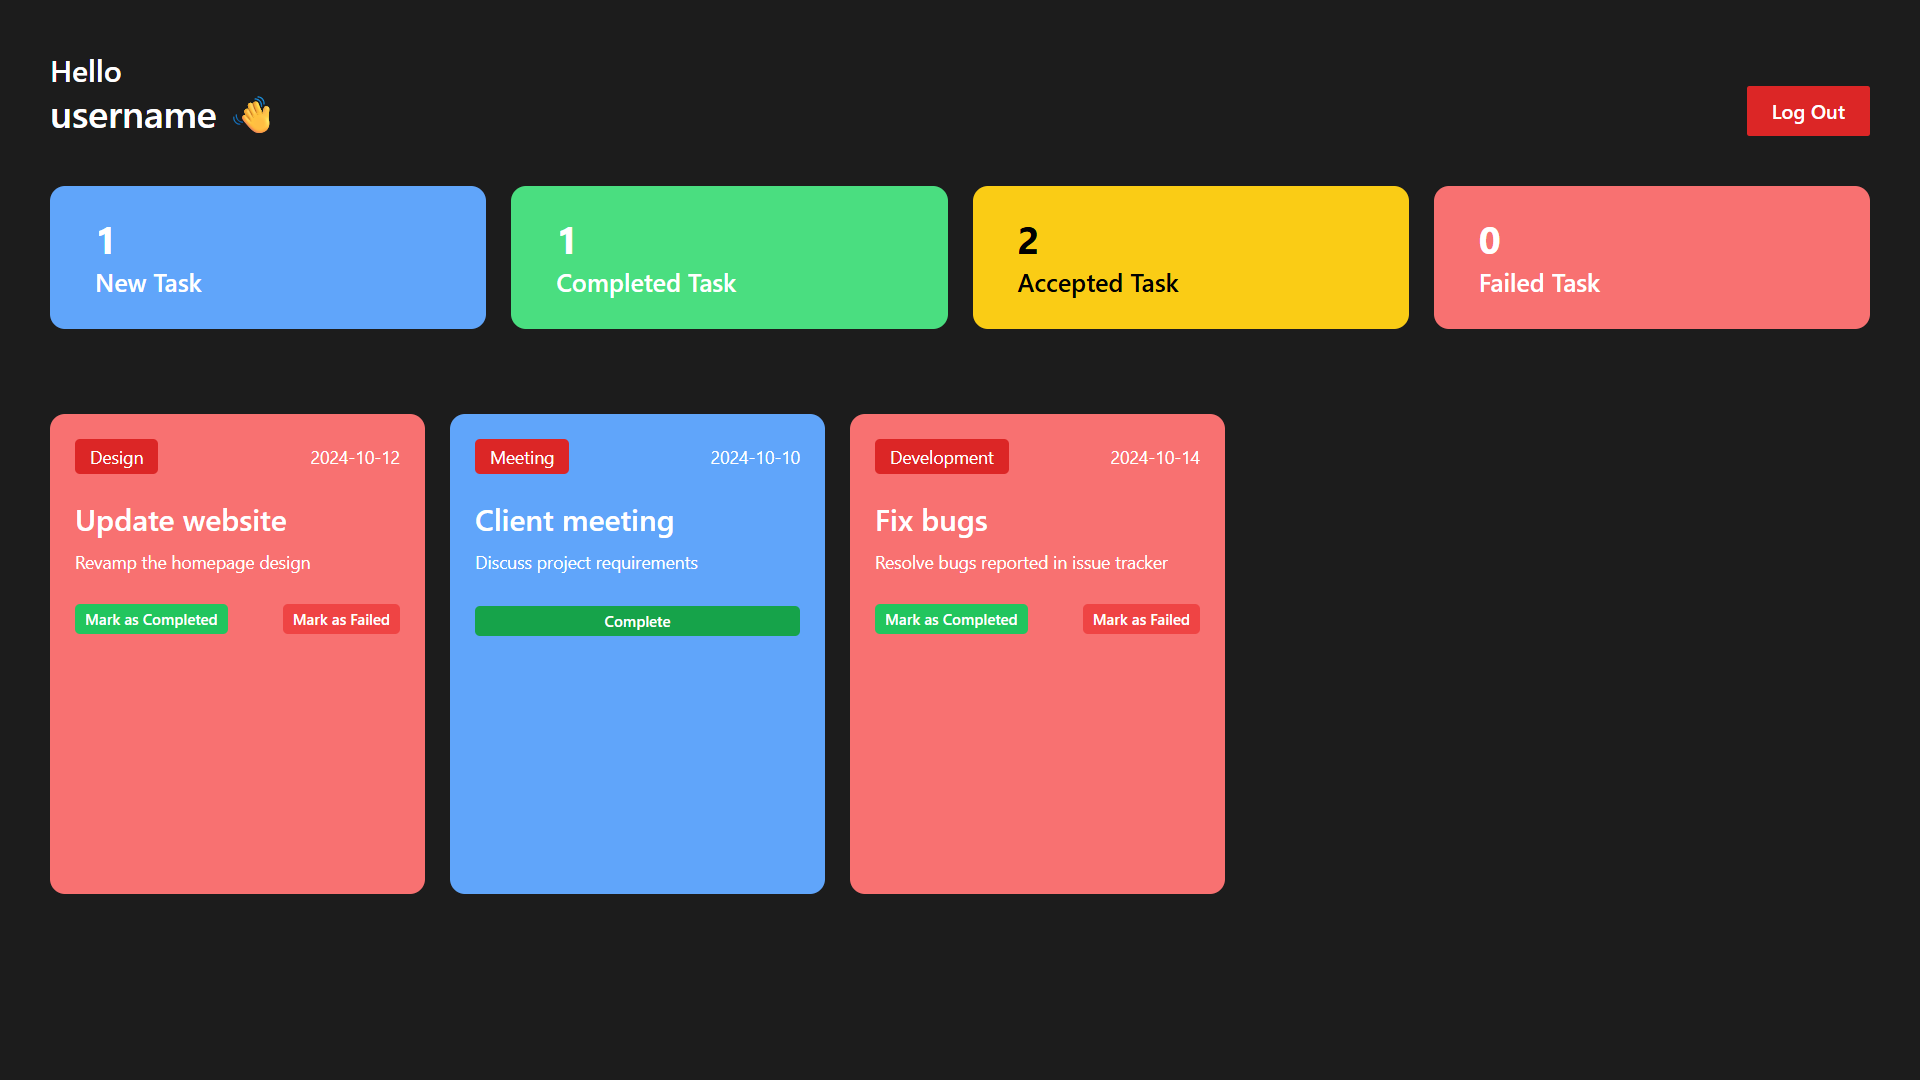 Hello
username 👋
Log Out
1
New Task
1
Completed Task
2
Accepted Task
0
Failed Task
Design
2024-10-12
Update website
Revamp the homepage design
Mark as Completed
Mark as Failed
Meeting
2024-10-10
Client meeting
Discuss project requirements
Complete
Development
2024-10-14
Fix bugs
Resolve bugs reported in issue tracker
Mark as Completed
Mark as Failed